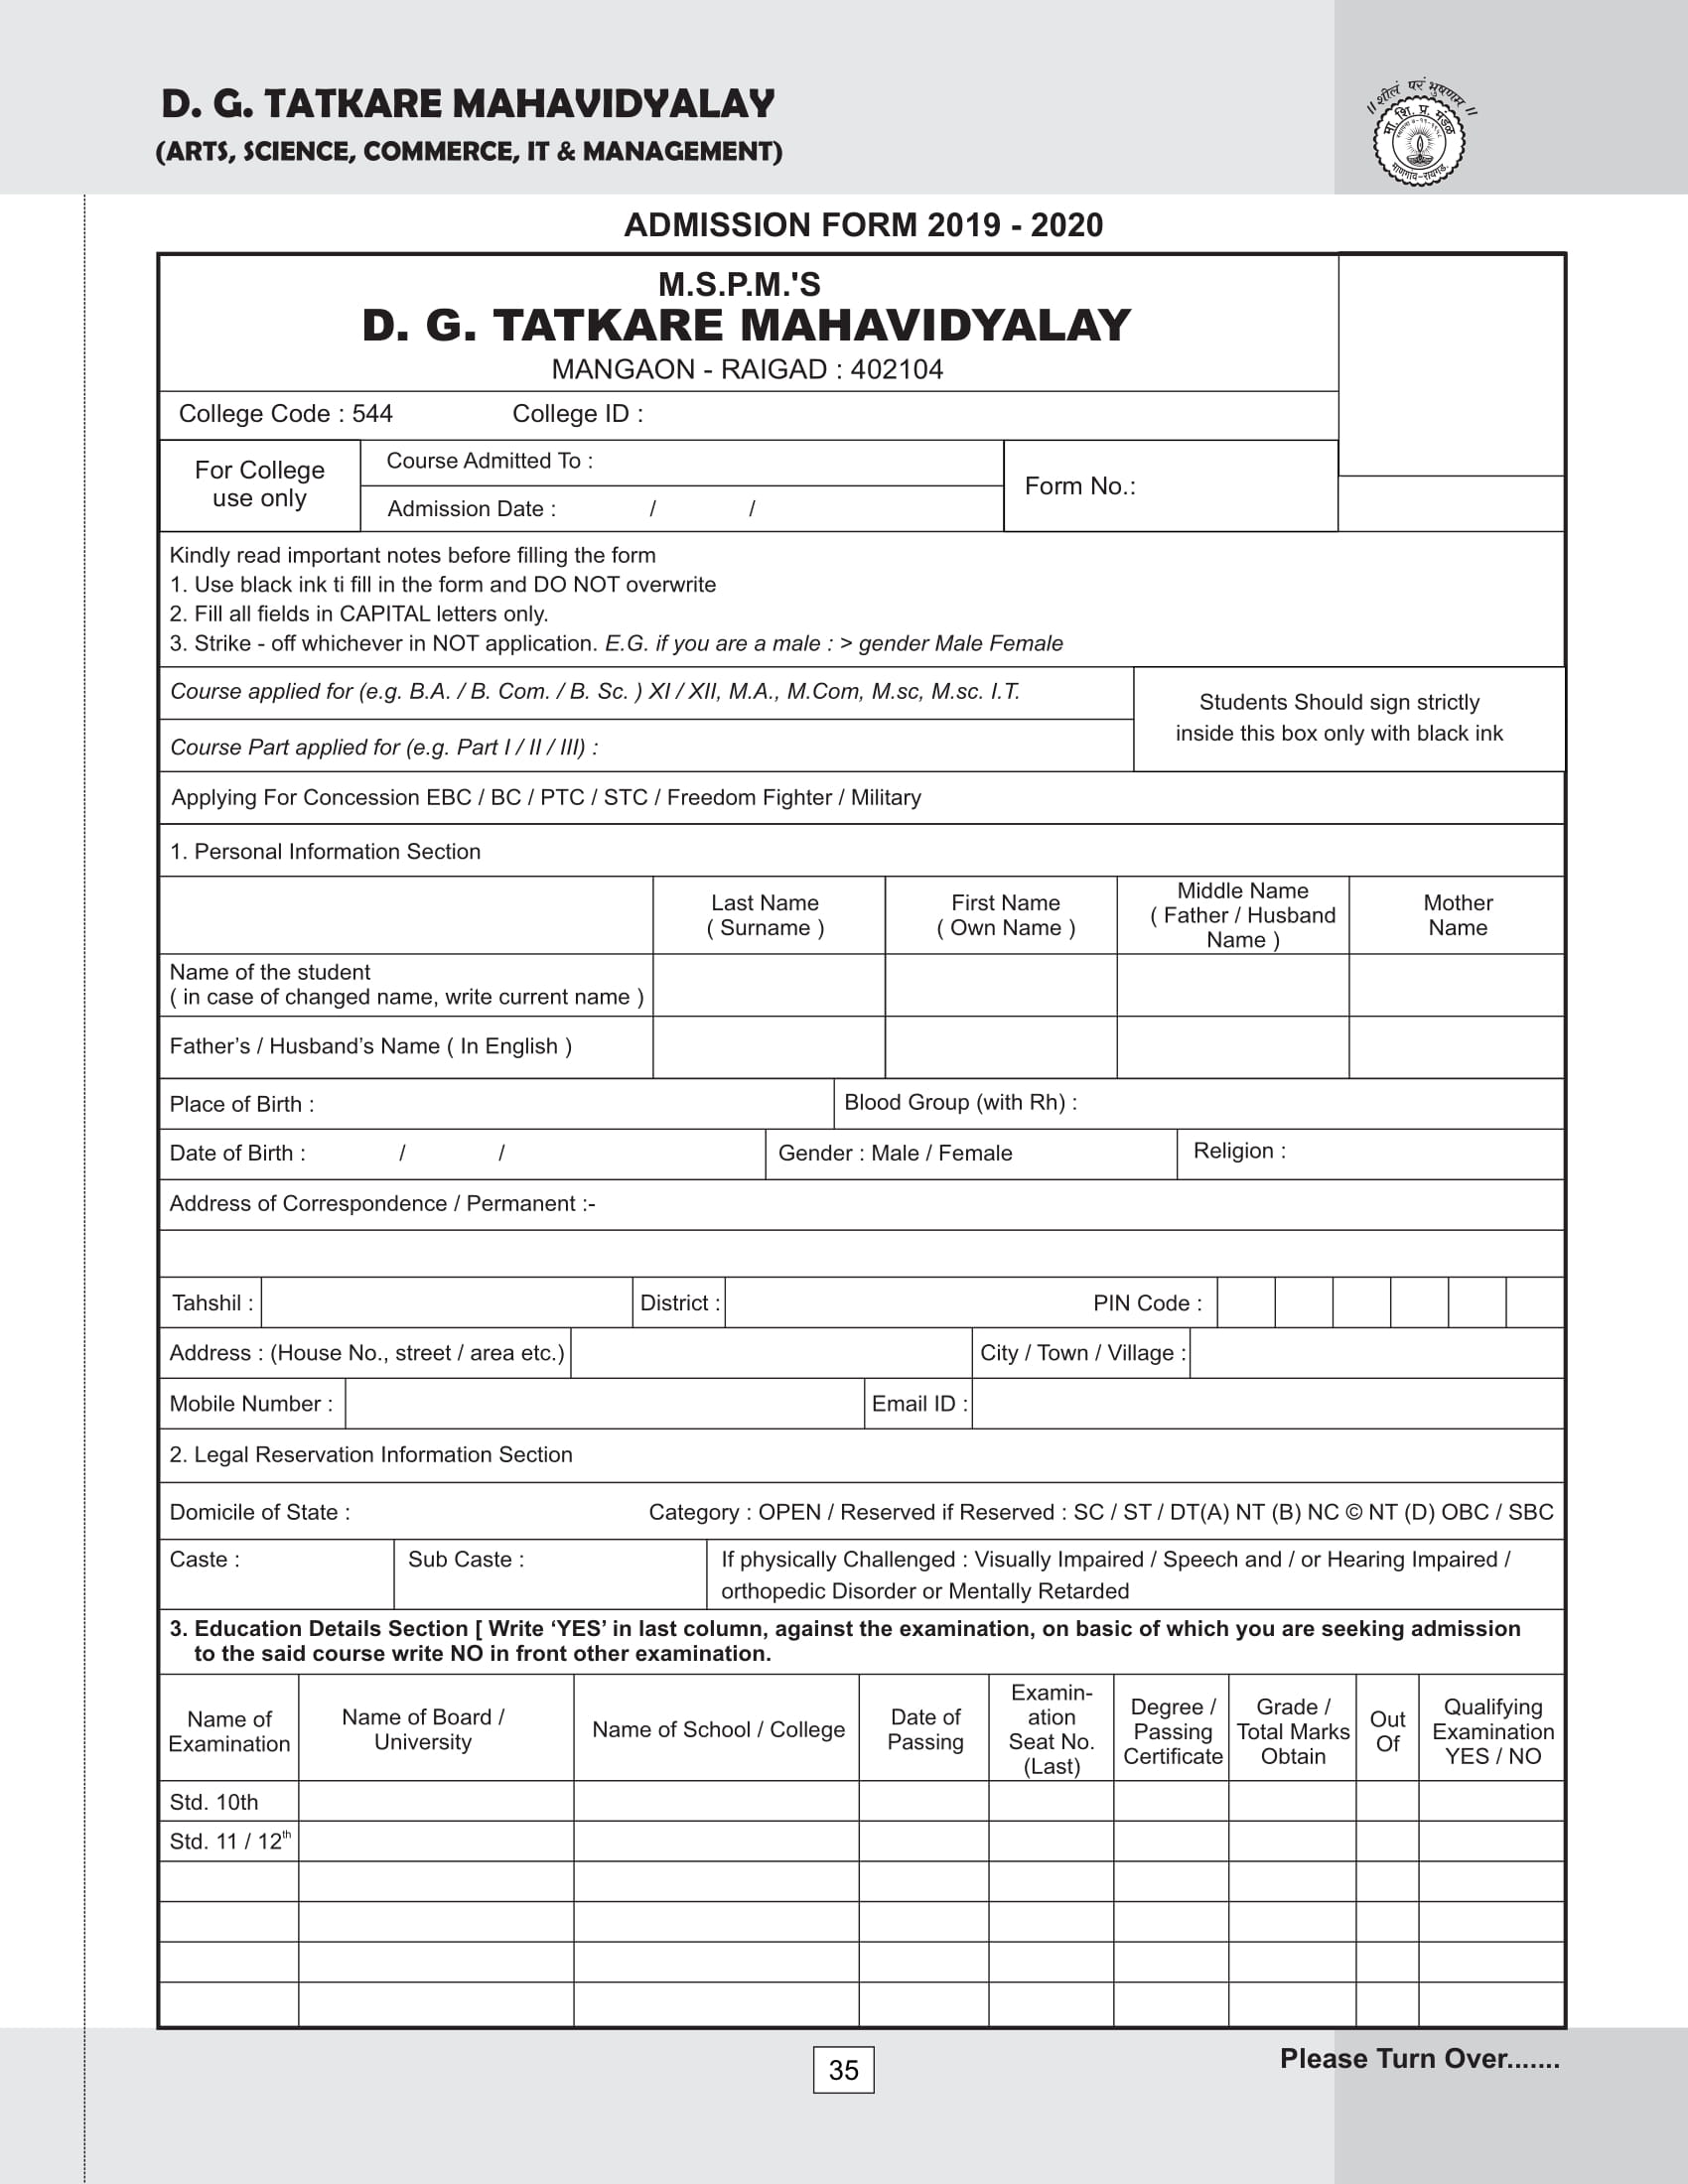 D. G. TATKARE MAHAVIDYALAY
(ARTS, SCIENCE, COMMERCE, IT & MANAGEMENT)
॥ शीलं परं भुषणम ॥
मा. शि. प्र. मंडळ
माणगांव-रायगड.
ADMISSION FORM 2019 - 2020
M.S.P.M.'S
D. G. TATKARE MAHAVIDYALAY
MANGAON - RAIGAD : 402104
College Code : 544 College ID :
For College
use only
Course Admitted To :
Admission Date : / /
Form No.:
Kindly read important notes before filling the form
1. Use black ink ti fill in the form and DO NOT overwrite
2. Fill all fields in CAPITAL letters only.
3. Strike - off whichever in NOT application. E.G. if you are a male : > gender Male Female
Course applied for (e.g. B.A. / B. Com. / B. Sc. ) XI / XII, M.A., M.Com, M.sc, M.sc. I.T.
Course Part applied for (e.g. Part I / II / III) :
Students Should sign strictly
inside this box only with black ink
Applying For Concession EBC / BC / PTC / STC / Freedom Fighter / Military
1. Personal Information Section
Last Name
( Surname )
First Name
( Own Name )
Middle Name
( Father / Husband
Name )
Mother
Name
Name of the student
( in case of changed name, write current name )
Father’s / Husband’s Name ( In English )
Place of Birth :
Blood Group (with Rh) :
Date of Birth : / /
Gender : Male / Female
Religion :
Address of Correspondence / Permanent :-
Tahshil :
District :
PIN Code :
Address : (House No., street / area etc.)
City / Town / Village :
Mobile Number :
Email ID :
2. Legal Reservation Information Section
Domicile of State :
Category : OPEN / Reserved if Reserved : SC / ST / DT(A) NT (B) NC © NT (D) OBC / SBC
Caste :
Sub Caste :
If physically Challenged : Visually Impaired / Speech and / or Hearing Impaired /
orthopedic Disorder or Mentally Retarded
3. Education Details Section [ Write ‘YES’ in last column, against the examination, on basic of which you are seeking admission
to the said course write NO in front other examination.
Name of
Examination
Name of Board /
University
Name of School / College
Date of
Passing
Examin-
ation
Seat No.
(Last)
Degree /
Passing
Certificate
Grade /
Total Marks
Obtain
Out
Of
Qualifying
Examination
YES / NO
Std. 10th
Std. 11 / 12th
35
Please Turn Over.......